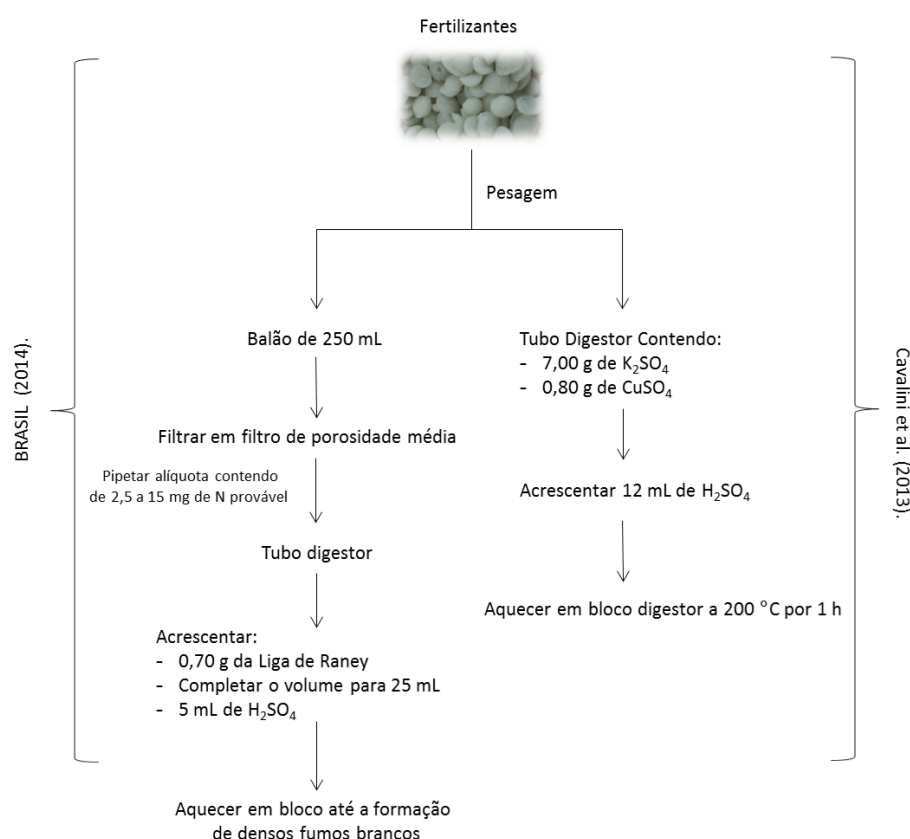 Fertilizantes
Pesagem
BRASIL (2014).
Balão de 250 mL
Filtrar em filtro de porosidade média
Pipetar alíquota contendo
de 2,5 a 15 mg de N provável
Tubo digestor
Acrescentar:
- 0,70 g da Liga de Raney
- Completar o volume para 25 mL
- 5 mL de H₂SO₄
Aquecer em bloco até a formação
de densos fumos brancos
Tubo Digestor Contendo:
- 7,00 g de K₂SO₄
- 0,80 g de CuSO₄
Acrescentar 12 mL de H₂SO₄
Aquecer em bloco digestor a 200 °C por 1 h
Cavalini et al. (2013).